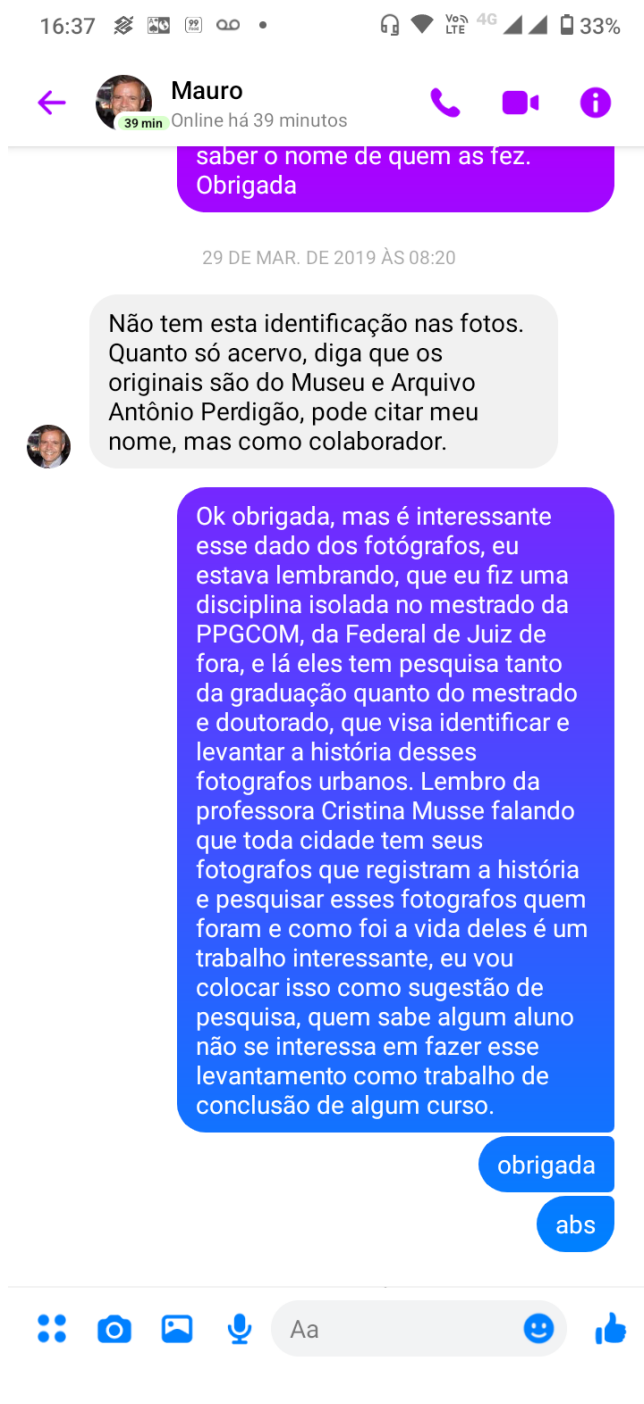 16:37 Vo) LTE 4G 33%
Mauro
39 min Online há 39 minutos
saber o nome de quem as fez.
Obrigada
29 DE MAR. DE 2019 ÀS 08:20
Não tem esta identificação nas fotos.
Quanto só acervo, diga que os
originais são do Museu e Arquivo
Antônio Perdigão, pode citar meu
nome, mas como colaborador.
Ok obrigada, mas é interessante
esse dado dos fotógrafos, eu
estava lembrando, que eu fiz uma
disciplina isolada no mestrado da
PPGCOM, da Federal de Juiz de
fora, e lá eles tem pesquisa tanto
da graduação quanto do mestrado
e doutorado, que visa identificar e
levantar a história desses
fotografos urbanos. Lembro da
professora Cristina Musse falando
que toda cidade tem seus
fotografos que registram a história
e pesquisar esses fotografos quem
foram e como foi a vida deles é um
trabalho interessante, eu vou
colocar isso como sugestão de
pesquisa, quem sabe algum aluno
não se interessa em fazer esse
levantamento como trabalho de
conclusão de algum curso.
obrigada
abs
Aa